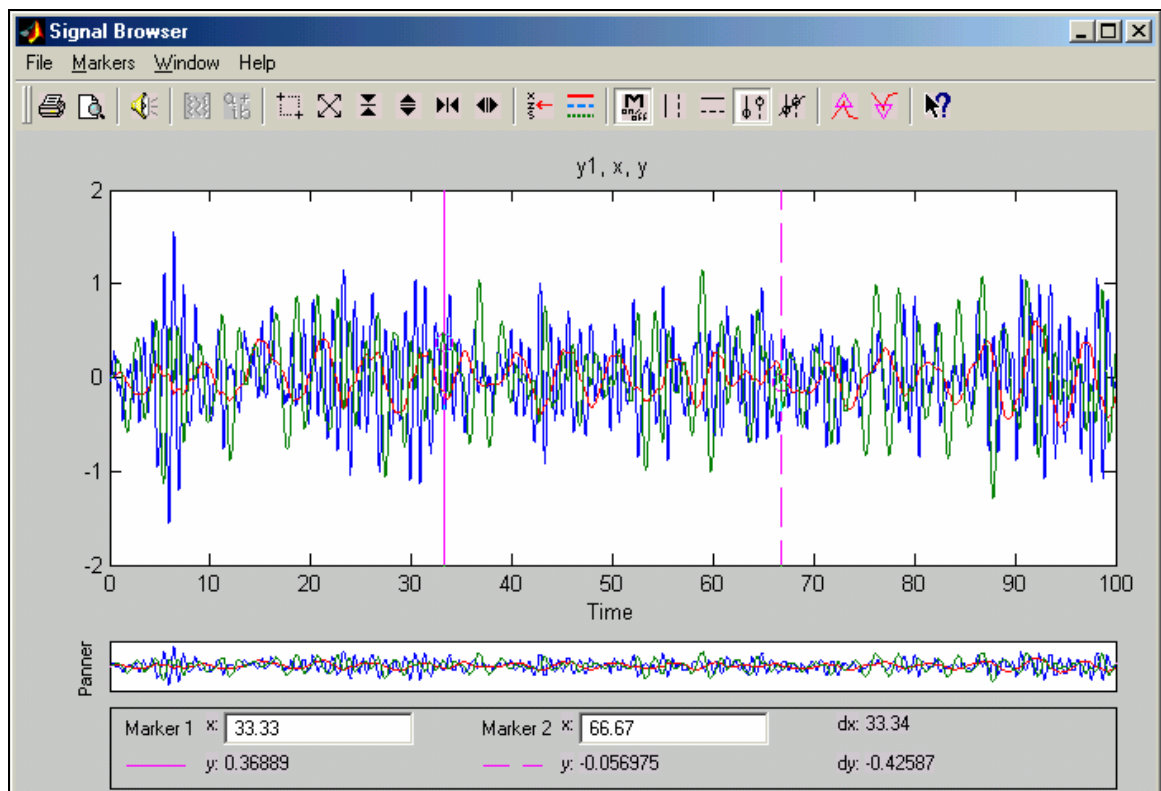 Signal Browser
File Markers Window Help
M on/off
y1, x, y
2
1
0
-1
-2
0 10 20 30 40 50 60 70 80 90 100
Time
Panner
Marker 1 x: 33.33 Marker 2 x: 66.67 dx: 33.34
y: 0.36889 y: -0.056975 dy: -0.42587